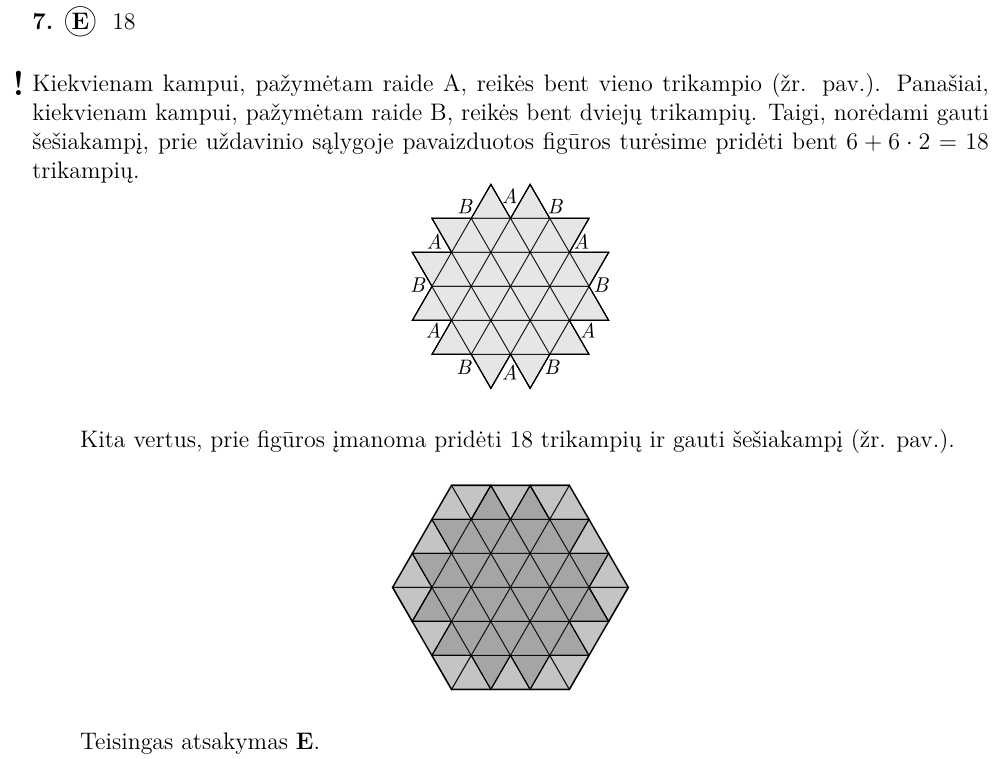 7. E 18
! Kiekvienam kampui, pažymėtam raide A, reikės bent vieno trikampio (žr. pav.). Panašiai,
kiekvienam kampui, pažymėtam raide B, reikės bent dviejų trikampių. Taigi, norėdami gauti
šešiakampį, prie uždavinio sąlygoje pavaizduotos figūros turėsime pridėti bent 6 + 6 · 2 = 18
trikampių.
B A B
A A
B B
A A
B A B
Kita vertus, prie figūros įmanoma pridėti 18 trikampių ir gauti šešiakampį (žr. pav.).
Teisingas atsakymas E.